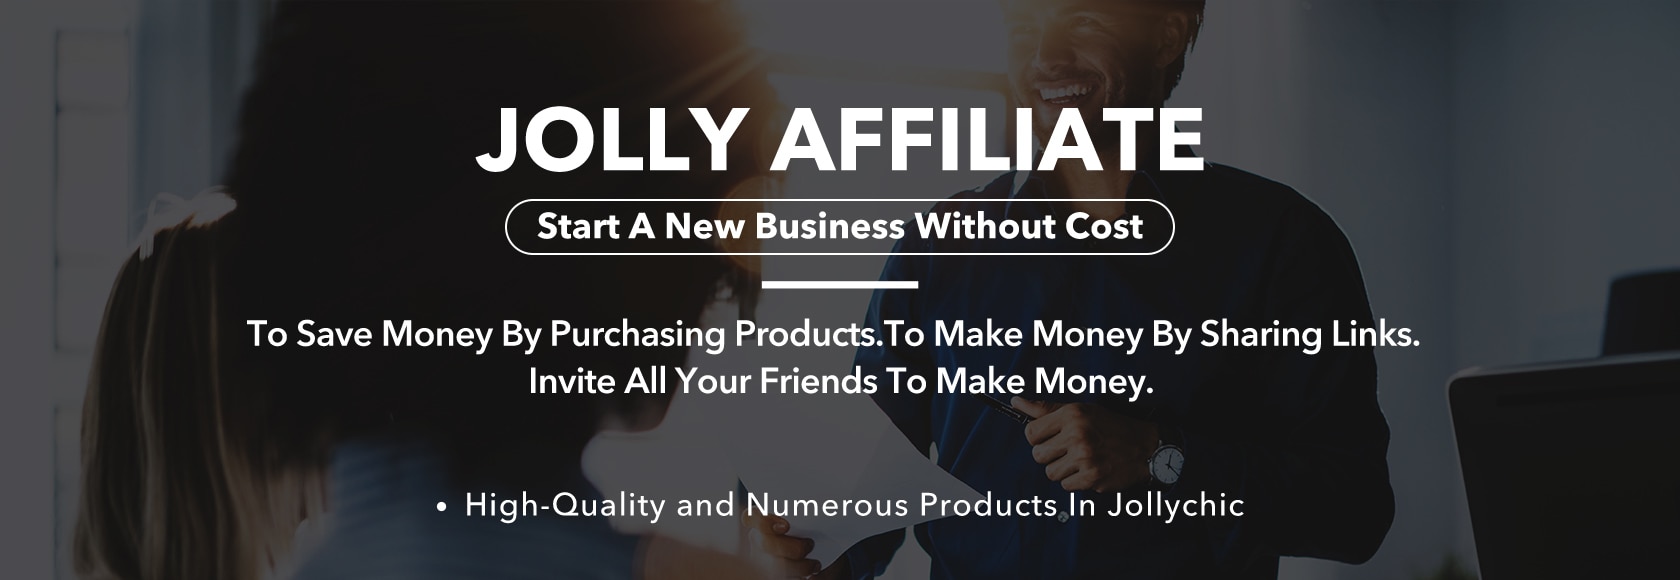 JOLLY AFFILIATE
Start A New Business Without Cost
To Save Money By Purchasing Products.To Make Money By Sharing Links.
Invite All Your Friends To Make Money.
• High-Quality and Numerous Products In Jollychic